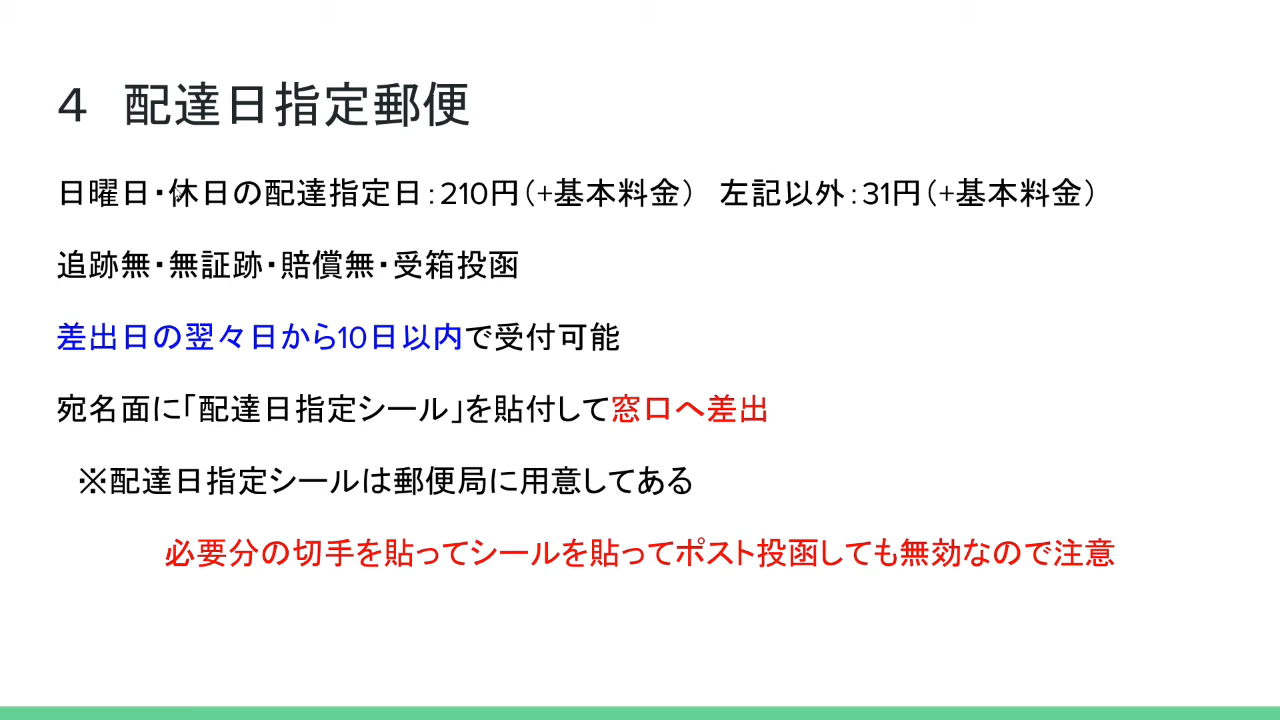 4 配達日指定郵便
日曜日・休日の配達指定日：210円（+基本料金） 左記以外：31円（+基本料金）
追跡無・無証跡・賠償無・受箱投函
差出日の翌々日から10日以内で受付可能
宛名面に「配達日指定シール」を貼付して窓口へ差出
※配達日指定シールは郵便局に用意してある
必要分の切手を貼ってシールを貼ってポスト投函しても無効なので注意